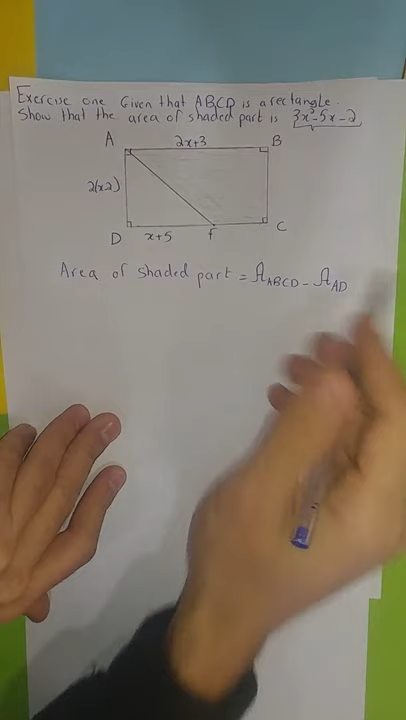 Exercise one Given that ABCD is a rectangle.
Show that the area of shaded part is 3x²-5x-2
A 2x+3 B
2(x-2)
D x+5 f C
Area of shaded part = A_ABCD - A_AD